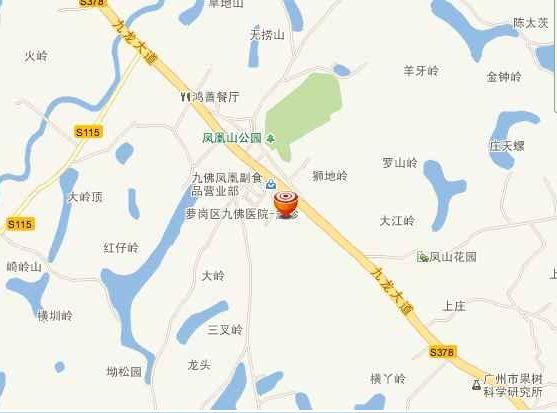 S378
旱地山
陈太茨
九龙大道
无捞山
火岭
羊牙岭
金钟岭
鸿善餐厅
S115
凤凰山公园
庄天螺
罗山岭
狮地岭
九佛凤凰副食
品营业部
大岭顶
萝岗区九佛医院-
大江岭
S115
红仔岭
凤山花园
崎岭山
大岭
九龙大道
上
上庄
横圳岭
三叉岭
S378
龙头
坳松园
横丫岭
广州市果树
科学研究所